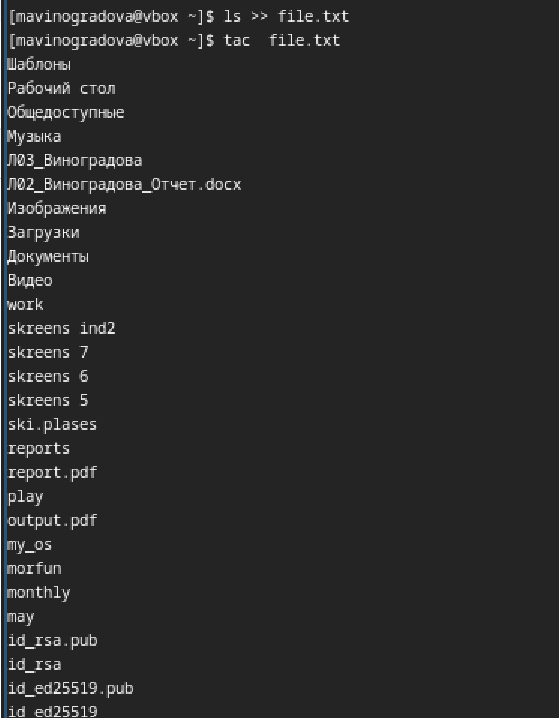 [mavinogradova@vbox ~]$ ls >> file.txt
[mavinogradova@vbox ~]$ tac  file.txt
Шаблоны
Рабочий стол
Общедоступные
Музыка
Л03_Виноградова
Л02_Виноградова_Отчет.docx
Изображения
Загрузки
Документы
Видео
work
skreens ind2
skreens 7
skreens 6
skreens 5
ski.plases
reports
report.pdf
play
output.pdf
my_os
morfun
monthly
may
id_rsa.pub
id_rsa
id_ed25519.pub
id_ed25519